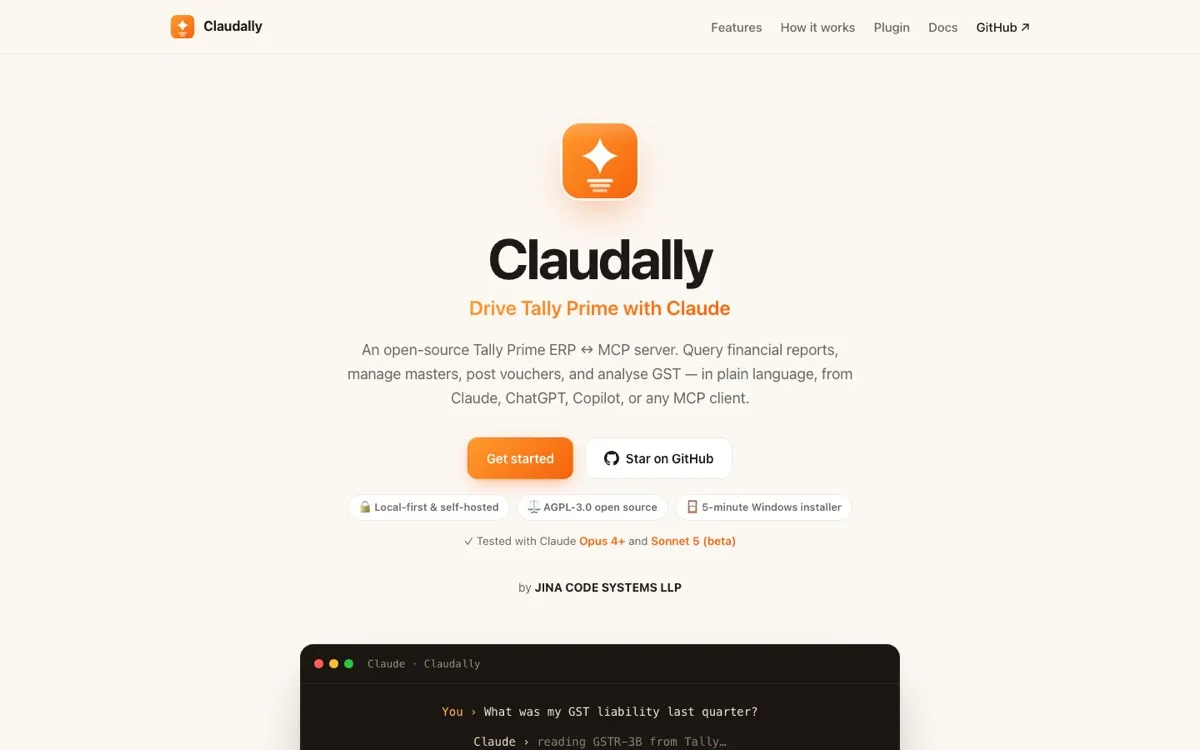 Claudally
Features How it works Plugin Docs GitHub ↗
Claudally
Drive Tally Prime with Claude
An open-source Tally Prime ERP ↔ MCP server. Query financial reports,
manage masters, post vouchers, and analyse GST — in plain language, from
Claude, ChatGPT, Copilot, or any MCP client.
Get started Star on GitHub
Local-first & self-hosted AGPL-3.0 open source 5-minute Windows installer
✓ Tested with Claude Opus 4+ and Sonnet 5 (beta)
by JINA CODE SYSTEMS LLP
Claude · Claudally
You › What was my GST liability last quarter?
Claude › reading GSTR-3B from Tally…